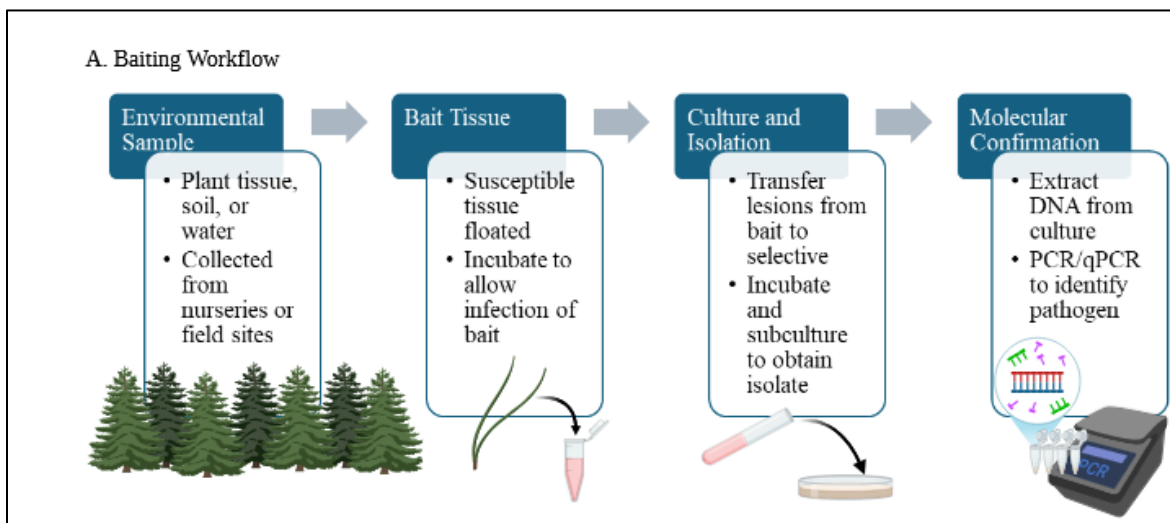 A. Baiting Workflow
Environmental
Sample
• Plant tissue,
soil, or
water
• Collected
from
nurseries or
field sites
Bait Tissue
• Susceptible
tissue
floated
• Incubate to
allow
infection of
bait
Culture and
Isolation
• Transfer
lesions from
bait to
selective
• Incubate
and
subculture
to obtain
isolate
Molecular
Confirmation
• Extract
DNA from
culture
• PCR/qPCR
to identify
pathogen
PCR